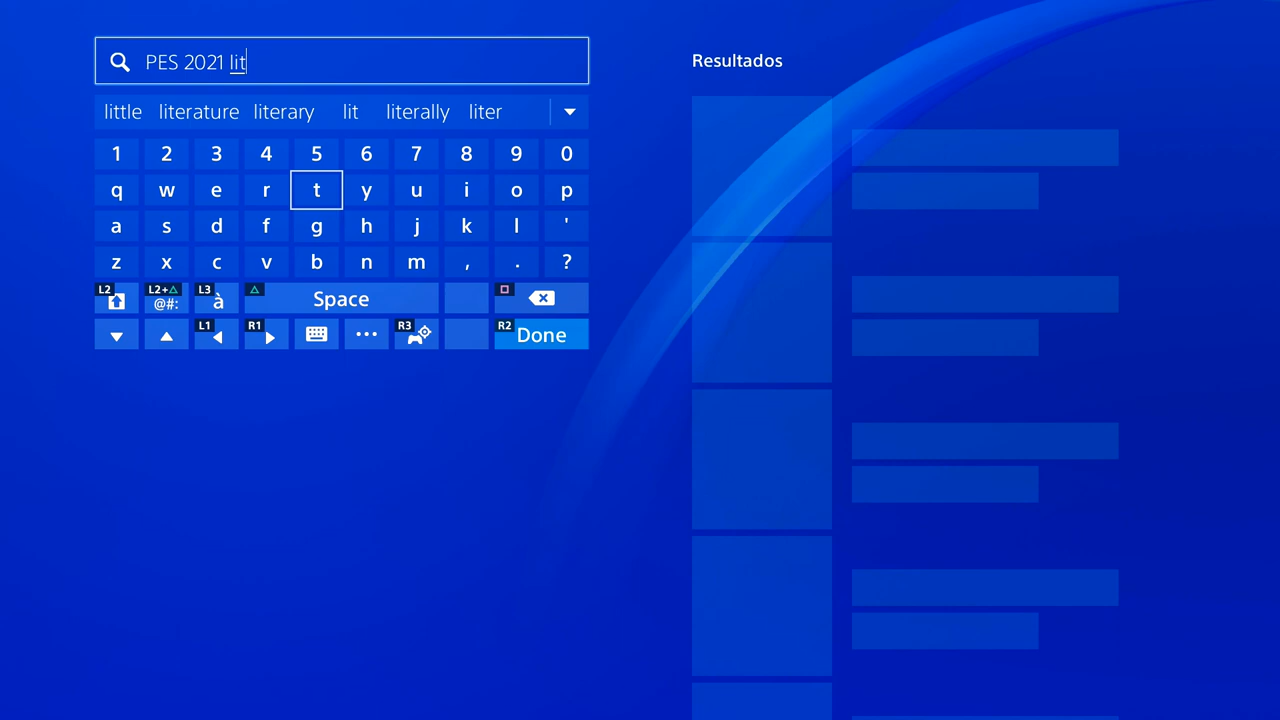 PES 2021 lit
Resultados
little literature literary lit literally liter
1 2 3 4 5 6 7 8 9 0
q w e r t y u i o p
a s d f g h j k l '
z x c v b n m , . ?
L2 L2+△ @#: L3 à △ Space □
L1 R1 ... R3 R2 Done